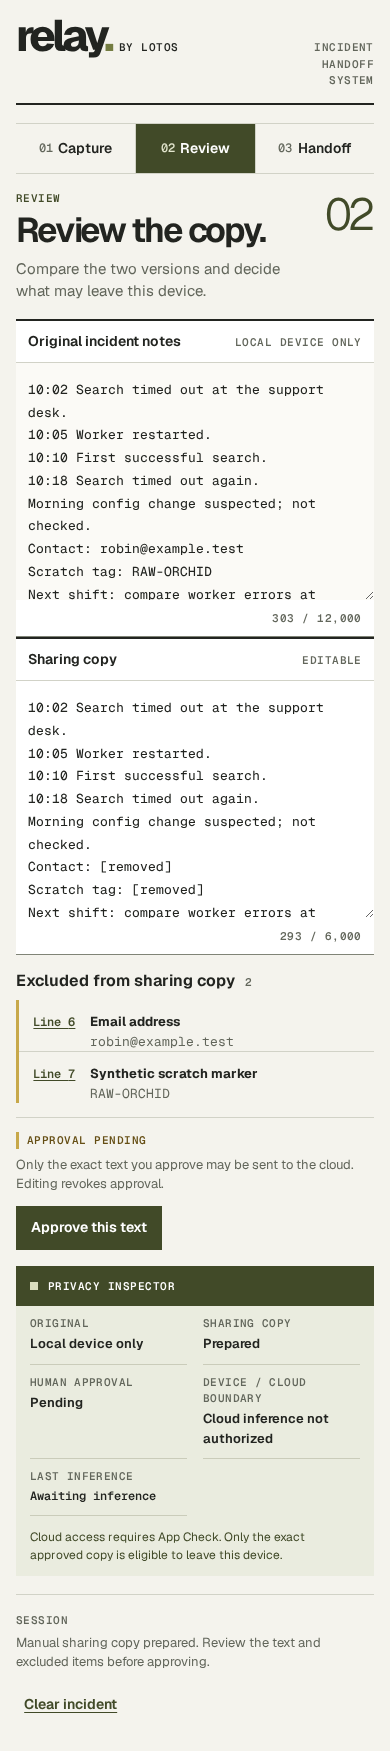 relay. BY LOTOS
INCIDENT
HANDOFF
SYSTEM
01 Capture
02 Review
03 Handoff
REVIEW
Review the copy.
02
Compare the two versions and decide
what may leave this device.
Original incident notes
LOCAL DEVICE ONLY
10:02 Search timed out at the support
desk.
10:05 Worker restarted.
10:10 First successful search.
10:18 Search timed out again.
Morning config change suspected; not
checked.
Contact: robin@example.test
Scratch tag: RAW-ORCHID
Next shift: compare worker errors at
303 / 12,000
Sharing copy
EDITABLE
10:02 Search timed out at the support
desk.
10:05 Worker restarted.
10:10 First successful search.
10:18 Search timed out again.
Morning config change suspected; not
checked.
Contact: [removed]
Scratch tag: [removed]
Next shift: compare worker errors at
293 / 6,000
Excluded from sharing copy 2
Line 6 Email address
robin@example.test
Line 7 Synthetic scratch marker
RAW-ORCHID
APPROVAL PENDING
Only the exact text you approve may be sent to the cloud.
Editing revokes approval.
Approve this text
PRIVACY INSPECTOR
ORIGINAL
Local device only
SHARING COPY
Prepared
HUMAN APPROVAL
Pending
DEVICE / CLOUD
BOUNDARY
Cloud inference not
authorized
LAST INFERENCE
Awaiting inference
Cloud access requires App Check. Only the exact
approved copy is eligible to leave this device.
SESSION
Manual sharing copy prepared. Review the text and
excluded items before approving.
Clear incident